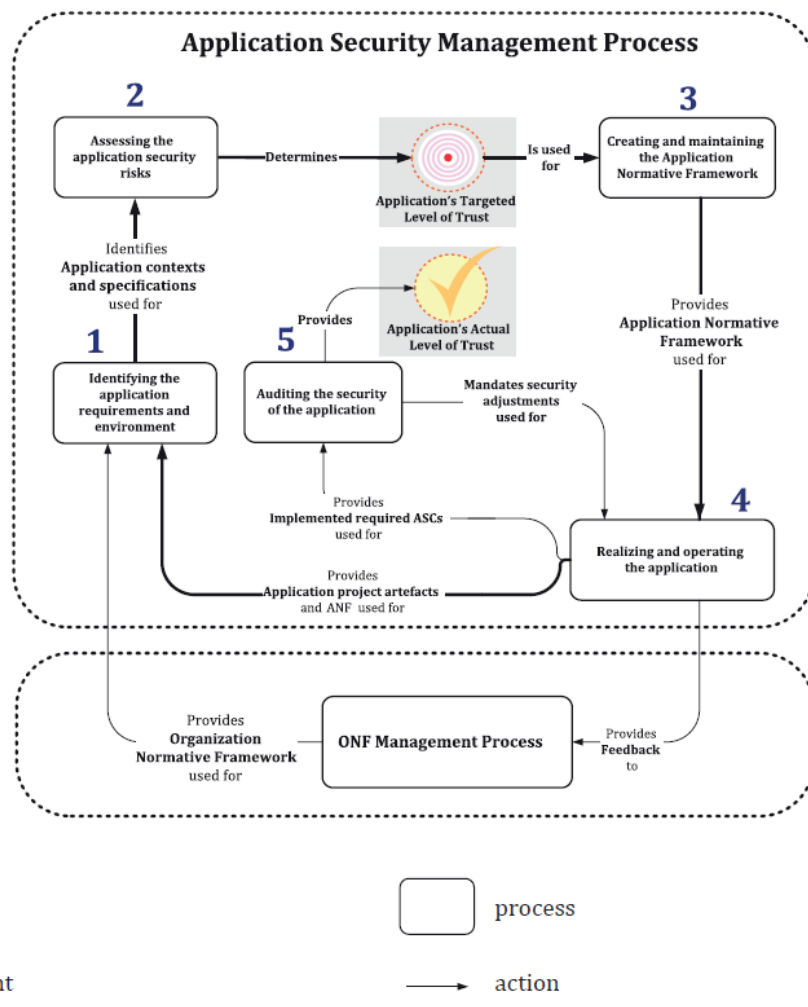 Application Security Management Process
2
Assessing the
application security
risks
Determines
Application's Targeted
Level of Trust
Is used
for
3
Creating and maintaining
the Application
Normative Framework
Identifies
Application contexts
and specifications
used for
Provides
Application's Actual
Level of Trust
Provides
Application Normative
Framework
used for
1
Identifying the
application
requirements and
environment
5
Auditing the security
of the application
Mandates security
adjustments
used for
Provides
Implemented required ASCs
used for
4
Realizing and operating
the application
Provides
Application project artefacts
and ANF used for
Provides
Organization
Normative Framework
used for
ONF Management Process
Provides
Feedback
to
process
nt
action